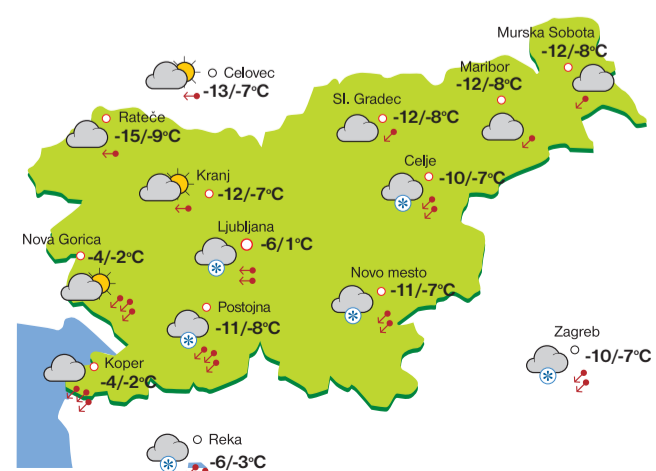 Murska Sobota
-12/-8°C
Maribor
-12/-8°C
Celovec
-13/-7°C
Sl. Gradec
-12/-8°C
Rateče
-15/-9°C
Celje
-10/-7°C
Kranj
-12/-7°C
Ljubljana
-6/1°C
Nová Gorica
-4/-2°C
Novo mesto
-11/-7°C
Postojna
-11/-8°C
Zagreb
-10/-7°C
Koper
-4/-2°C
Reka
-6/-3°C